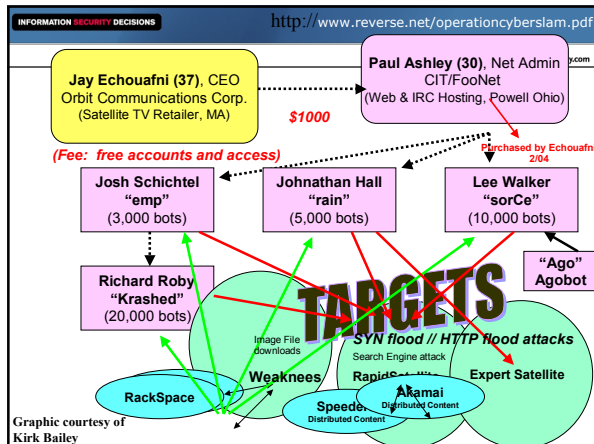 INFORMATION SECURITY DECISIONS
http://www.reverse.net/operationcyberslam.pdf
y.com
Jay Echouafni (37), CEO
Orbit Communications Corp.
(Satellite TV Retailer, MA)
$1000
Paul Ashley (30), Net Admin
CIT/FooNet
(Web & IRC Hosting, Powell Ohio)
Purchased by Echouafn
2/04
(Fee: free accounts and access)
Josh Schichtel
“emp”
(3,000 bots)
Johnathan Hall
“rain”
(5,000 bots)
Lee Walker
“sorCe”
(10,000 bots)
“Ago”
Agobot
Richard Roby
“Krashed”
(20,000 bots)
TARGETS
Image File
downloads
SYN flood // HTTP flood attacks
Search Engine attack
Weaknees
RapidSatellite
Expert Satellite
RackSpace
Speeder
Distributed Content
Akamai
Distributed Content
Graphic courtesy of
Kirk Bailey